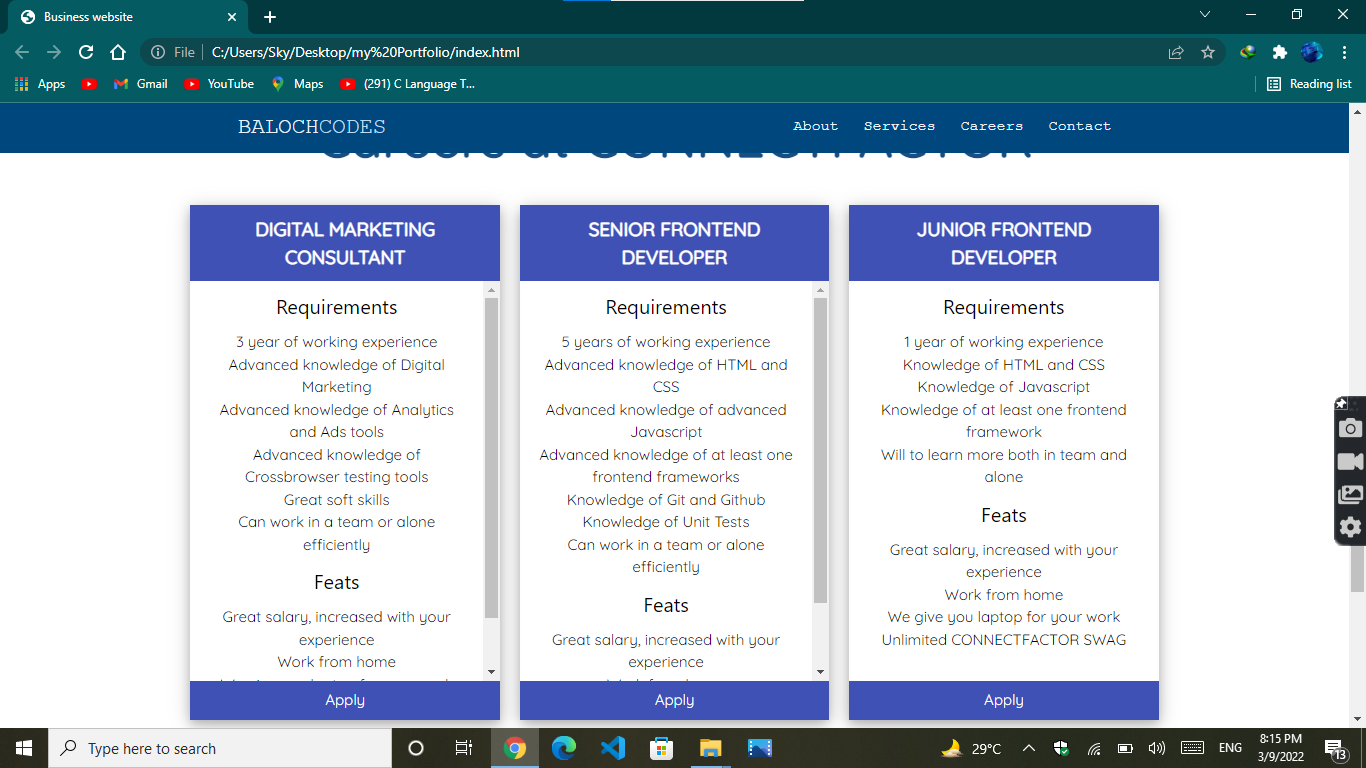 Business website
File C:/Users/Sky/Desktop/my%20Portfolio/index.html
Apps Gmail YouTube Maps (291) C Language T... Reading list
BALOCHCODES About Services Careers Contact
Careers at CONNECTFACTOR
DIGITAL MARKETING
CONSULTANT
Requirements
3 year of working experience
Advanced knowledge of Digital
Marketing
Advanced knowledge of Analytics
and Ads tools
Advanced knowledge of
Crossbrowser testing tools
Great soft skills
Can work in a team or alone
efficiently
Feats
Great salary, increased with your
experience
Work from home
Apply
SENIOR FRONTEND
DEVELOPER
Requirements
5 years of working experience
Advanced knowledge of HTML and
CSS
Advanced knowledge of advanced
Javascript
Advanced knowledge of at least one
frontend frameworks
Knowledge of Git and Github
Knowledge of Unit Tests
Can work in a team or alone
efficiently
Feats
Great salary, increased with your
experience
Apply
JUNIOR FRONTEND
DEVELOPER
Requirements
1 year of working experience
Knowledge of HTML and CSS
Knowledge of Javascript
Knowledge of at least one frontend
framework
Will to learn more both in team and
alone
Feats
Great salary, increased with your
experience
Work from home
We give you laptop for your work
Unlimited CONNECTFACTOR SWAG
Apply
Type here to search
29°C
ENG
8:15 PM
3/9/2022
13